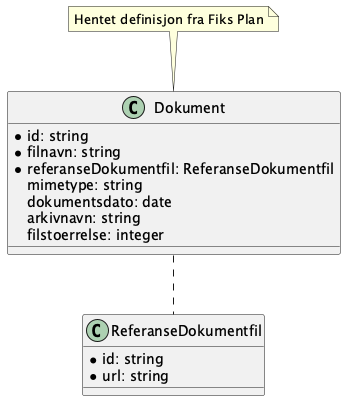 Hentet definisjon fra Fiks Plan
C Dokument
id: string
filnavn: string
referanseDokumentfil: ReferanseDokumentfil
mimetype: string
dokumentsdato: date
arkivnavn: string
filstoerrelse: integer
C ReferanseDokumentfil
id: string
url: string